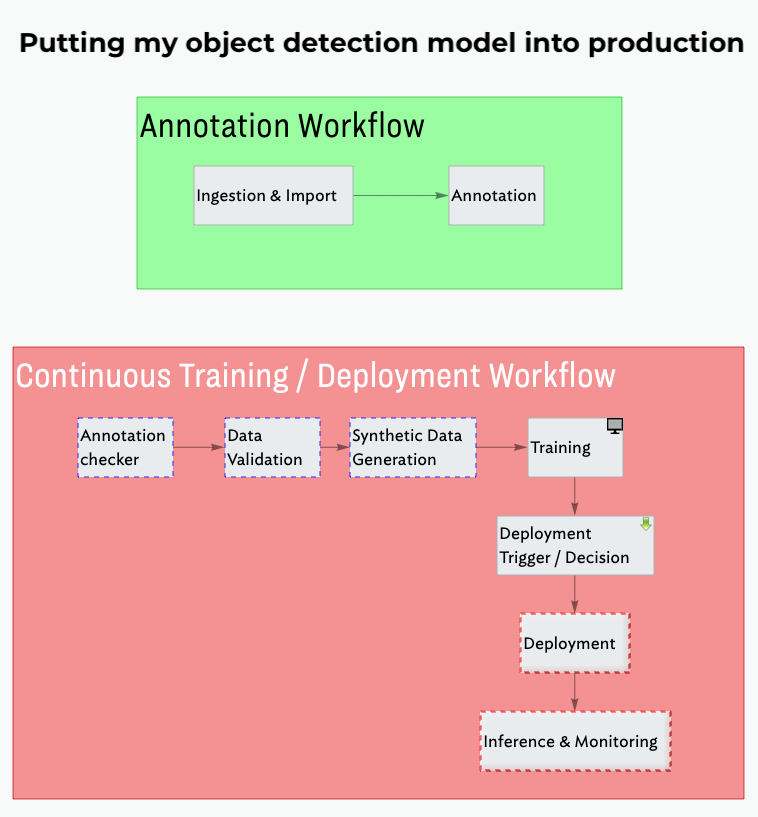 Putting my object detection model into production
Annotation Workflow
Ingestion & Import
Annotation
Continuous Training / Deployment Workflow
Annotation
checker
Data
Validation
Synthetic Data
Generation
Training
Deployment
Trigger / Decision
Deployment
Inference & Monitoring